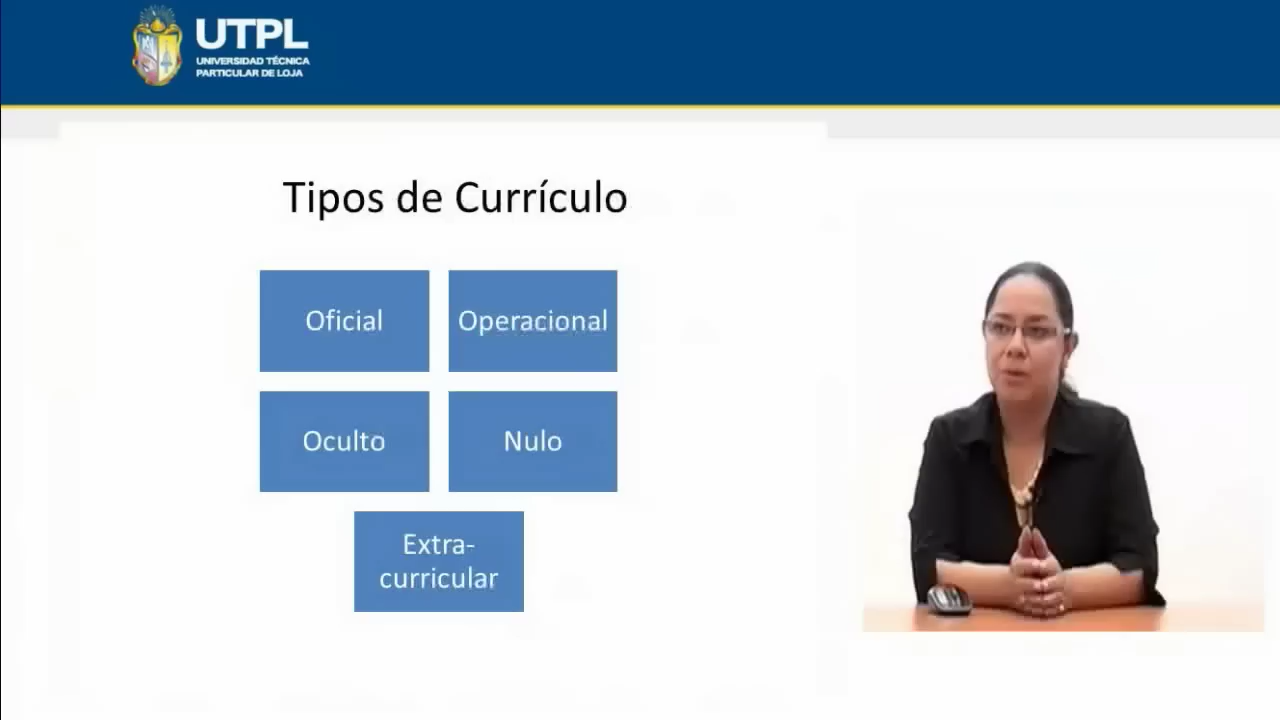 UTPL
UNIVERSIDAD TÉCNICA
PARTICULAR DE LOJA
Tipos de Currículo
Oficial
Operacional
Oculto
Nulo
Extra-
curricular